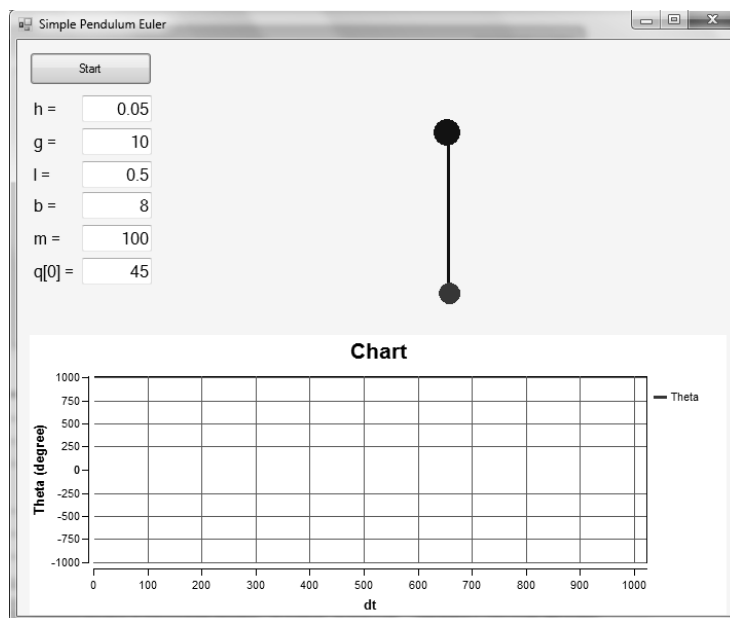 Simple Pendulum Euler
Start
h = 0.05
g = 10
l = 0.5
b = 8
m = 100
q[0] = 45
Chart
1000
750
500
250
0
-250
-500
-750
-1000
Theta (degree)
Theta
0 100 200 300 400 500 600 700 800 900 1000
dt